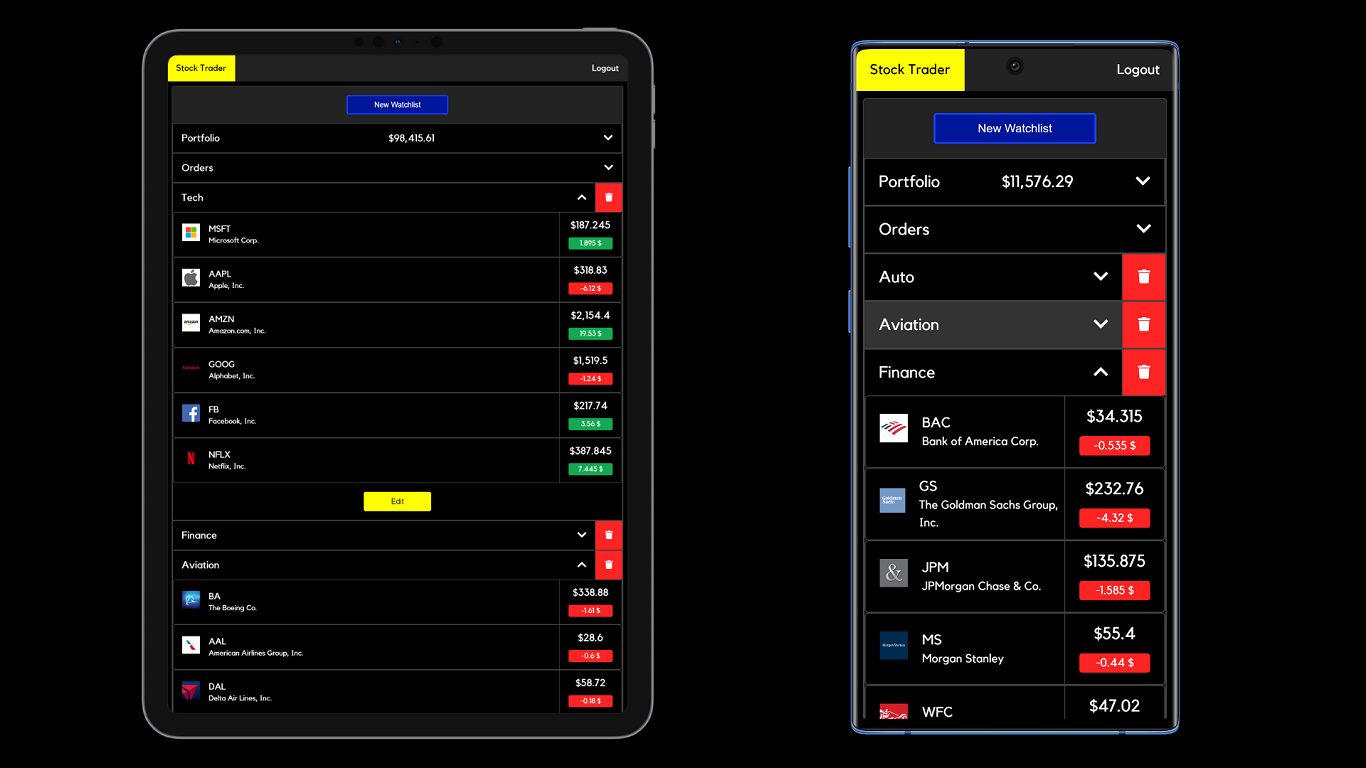 Stock Trader
Logout
New Watchlist
Portfolio $98,415.61
Orders
Tech
MSFT
Microsoft Corp.
$187.245
1.895 $
AAPL
Apple, Inc.
$318.83
-6.12 $
AMZN
Amazon.com, Inc.
$2,154.4
19.53 $
GOOG
Alphabet, Inc.
$1,519.5
-1.24 $
FB
Facebook, Inc.
$217.74
3.56 $
NFLX
Netflix, Inc.
$387.845
7.445 $
Edit
Finance
Aviation
BA
The Boeing Co.
$338.88
-1.61 $
AAL
American Airlines Group, Inc.
$28.6
-0.6 $
DAL
Delta Air Lines, Inc.
$58.72
-0.18 $
Stock Trader
Logout
New Watchlist
Portfolio $11,576.29
Orders
Auto
Aviation
Finance
BAC
Bank of America Corp.
$34.315
-0.535 $
Goldman
Sachs
GS
The Goldman Sachs Group,
Inc.
$232.76
-4.32 $
&
JPM
JPMorgan Chase & Co.
$135.875
-1.585 $
Morgan Stanley
MS
Morgan Stanley
$55.4
-0.44 $
WFC
$47.02